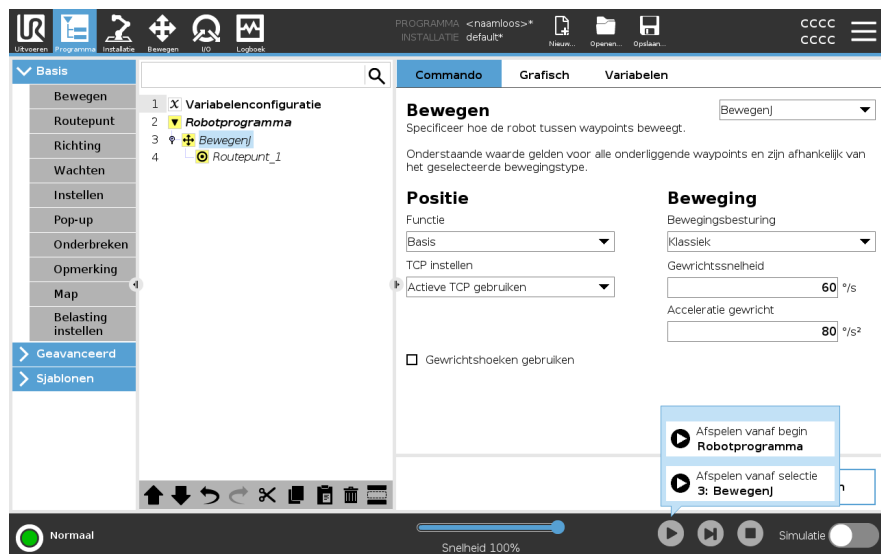 PROGRAMMA <naamloos>*
INSTALLATIE default*
Uitvoeren Programma Installatie Bewegen I/O Logboek
Nieuw... Openen... Opslaan...
CCCC
CCCC
Basis
Bewegen
Routepunt
Richting
Wachten
Instellen
Pop-up
Onderbreken
Opmerking
Map
Belasting
instellen
Geavanceerd
Sjablonen
1 X Variabelenconfiguratie
2 Robotprogramma
3 BewegenJ
4 Routepunt_1
Commando Grafisch Variabelen
Bewegen
BewegenJ
Specificeer hoe de robot tussen waypoints beweegt.
Onderstaande waarde gelden voor alle onderliggende waypoints en zijn afhankelijk van
het geselecteerde bewegingstype.
Positie
Functie
Basis
TCP instellen
Actieve TCP gebruiken
Gewrichtshoeken gebruiken
Beweging
Bewegingsbesturing
Klassiek
Gewrichtssnelheid
60 °/s
Acceleratie gewricht
80 °/s²
Afspelen vanaf begin
Robotprogramma
Afspelen vanaf selectie
3: BewegenJ
Normaal
Snelheid 100%
Simulatie